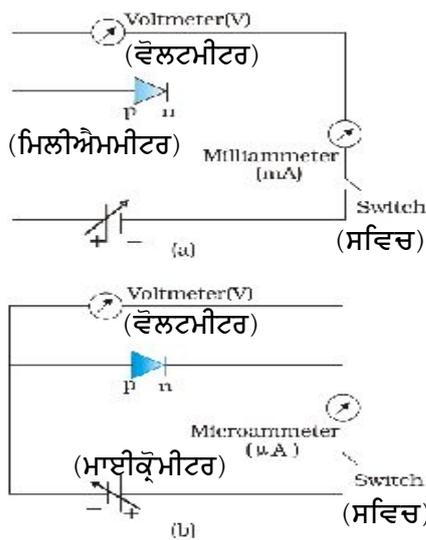 Voltmeter(V)
(ਵੋਲਟਮੀਟਰ)
p n
(ਮਿਲੀਐਮਮੀਟਰ)
Milliammeter
(mA)
Switch
(ਸਵਿਚ)
+ −
(a)
Voltmeter(V)
(ਵੋਲਟਮੀਟਰ)
p n
Microammeter
(μA)
(ਮਾਈਕ੍ਰੋਮੀਟਰ)
Switch
(ਸਵਿਚ)
− +
(b)